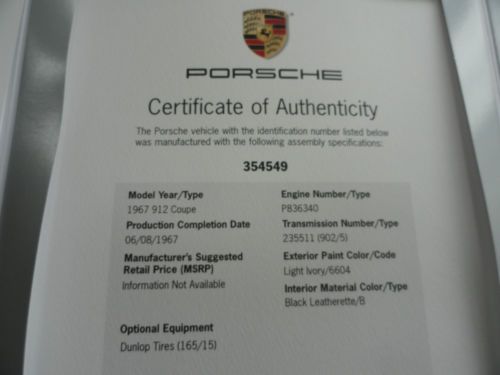 PORSCHE
PORSCHE
Certificate of Authenticity
The Porsche vehicle with the identification number listed below
was manufactured with the following assembly specifications:
354549
Model Year/Type
1967 912 Coupe
Production Completion Date
06/08/1967
Manufacturer's Suggested
Retail Price (MSRP)
Information Not Available
Optional Equipment
Dunlop Tires (165/15)
Engine Number/Type
P836340
Transmission Number/Type
235511 (902/5)
Exterior Paint Color/Code
Light Ivory/6604
Interior Material Color/Type
Black Leatherette/B